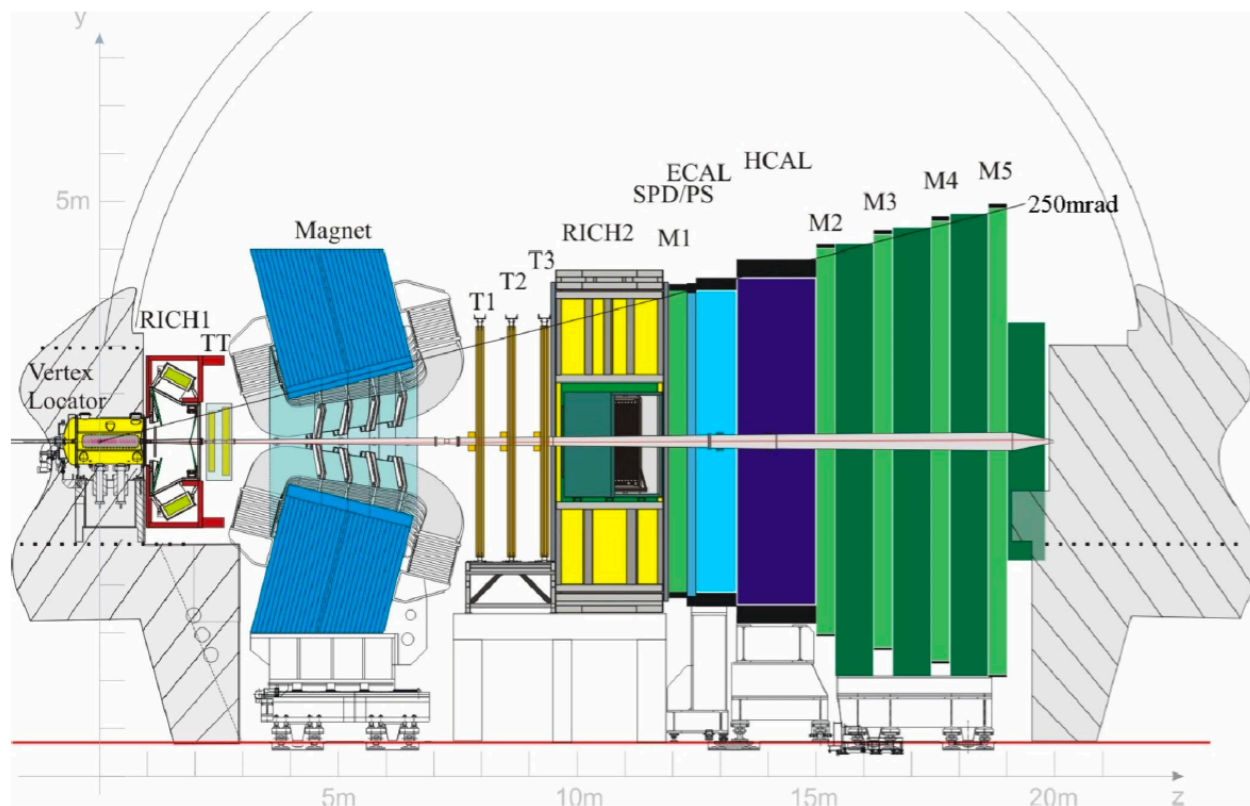 y
5m
HCAL
ECAL
SPD/PS
M5
M4
M3
M2
M1
250mrad
RICH2
Magnet
T3
T2
T1
RICH1
TT
Vertex
Locator
5m
10m
15m
20m
z